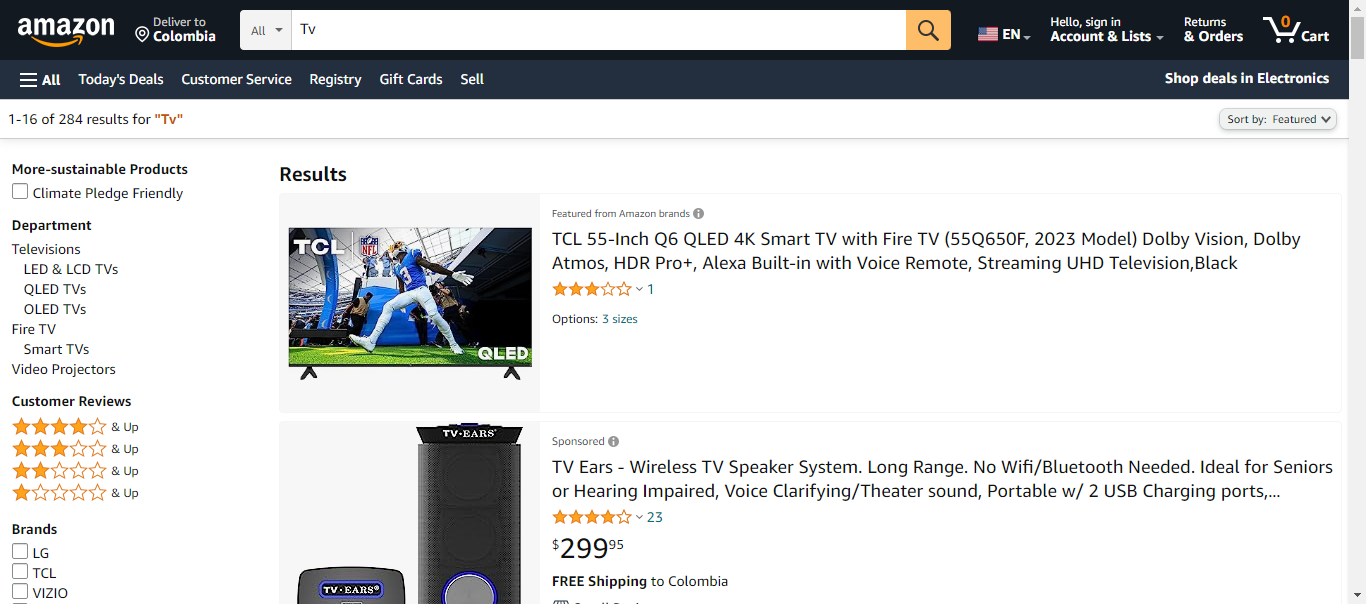 amazon
Deliver to
Colombia
All
Tv
EN
Hello, sign in
Account & Lists
Returns
& Orders
0
Cart
All
Today's Deals
Customer Service
Registry
Gift Cards
Sell
Shop deals in Electronics
1-16 of 284 results for "Tv"
Sort by: Featured
More-sustainable Products
Climate Pledge Friendly
Department
Televisions
LED & LCD TVs
QLED TVs
OLED TVs
Fire TV
Smart TVs
Video Projectors
Customer Reviews
& Up
& Up
& Up
& Up
Brands
LG
TCL
VIZIO
Results
TCL
NFL
QLED
Featured from Amazon brands
TCL 55-Inch Q6 QLED 4K Smart TV with Fire TV (55Q650F, 2023 Model) Dolby Vision, Dolby
Atmos, HDR Pro+, Alexa Built-in with Voice Remote, Streaming UHD Television,Black
1
Options: 3 sizes
TV·EARS
TV·EARS®
Sponsored
TV Ears - Wireless TV Speaker System. Long Range. No Wifi/Bluetooth Needed. Ideal for Seniors
or Hearing Impaired, Voice Clarifying/Theater sound, Portable w/ 2 USB Charging ports,...
23
$29995
FREE Shipping to Colombia